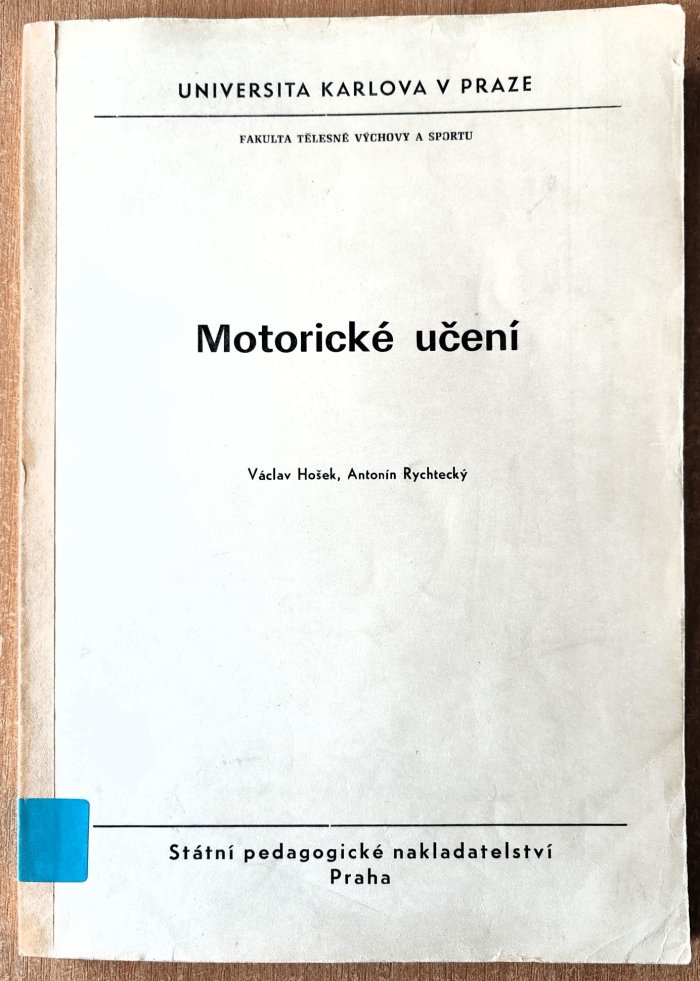 UNIVERSITA KARLOVA V PRAZE
FAKULTA TĚLESNÉ VÝCHOVY A SPORTU
Motorické učení
Václav Hošek, Antonín Rychtecký
Státní pedagogické nakladatelství
Praha